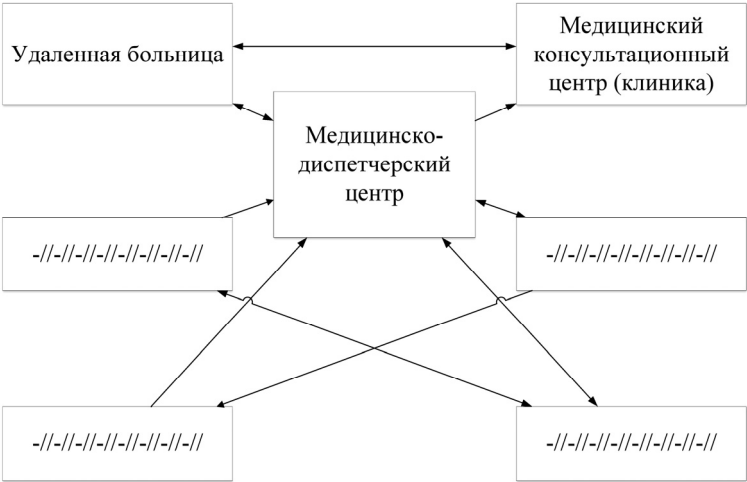 Удаленная больница
Медицинский
консультационный
центр (клиника)
Медицинско-
диспетчерский
центр
-//-//-//-//-//-//-//-//
-//-//-//-//-//-//-//-//
-//-//-//-//-//-//-//-//
-//-//-//-//-//-//-//-//